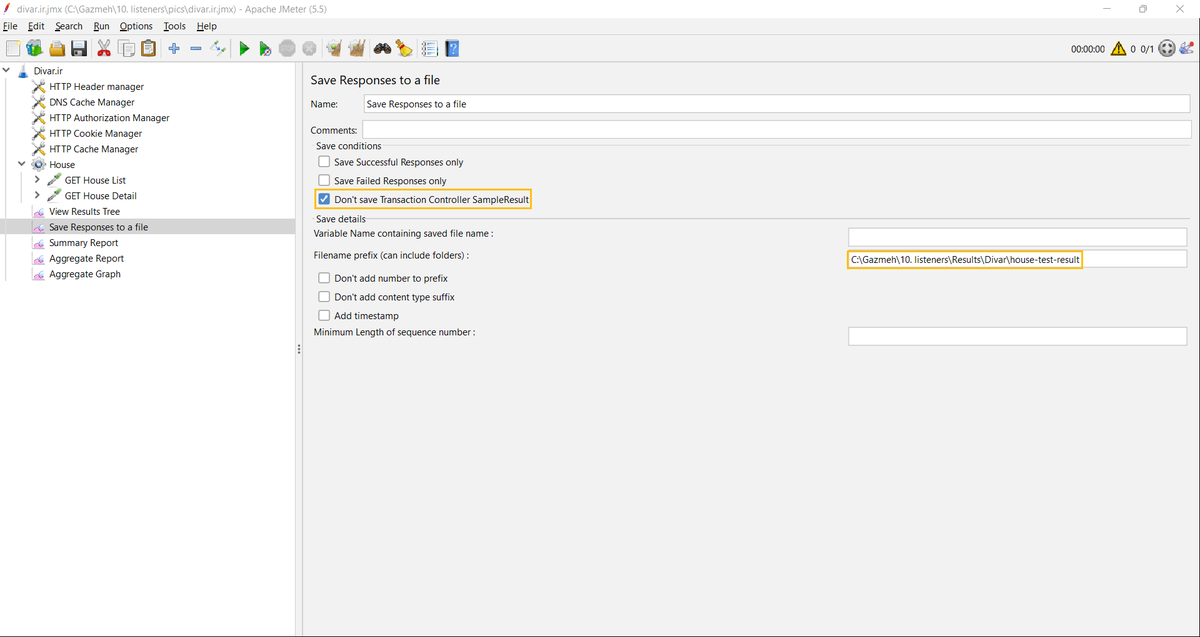 divar.ir.jmx (C:\Gazmeh\10. listeners\pics\divar.ir.jmx) - Apache JMeter (5.5)
File Edit Search Run Options Tools Help
STOP
00:00:00 0 0/1
Divar.ir
HTTP Header manager
DNS Cache Manager
HTTP Authorization Manager
HTTP Cookie Manager
HTTP Cache Manager
House
GET House List
GET House Detail
View Results Tree
Save Responses to a file
Summary Report
Aggregate Report
Aggregate Graph
Save Responses to a file
Name: Save Responses to a file
Comments:
Save conditions
Save Successful Responses only
Save Failed Responses only
Don't save Transaction Controller SampleResult
Save details
Variable Name containing saved file name :
Filename prefix (can include folders) : C:\Gazmeh\10. listeners\Results\Divar\house-test-result
Don't add number to prefix
Don't add content type suffix
Add timestamp
Minimum Length of sequence number :